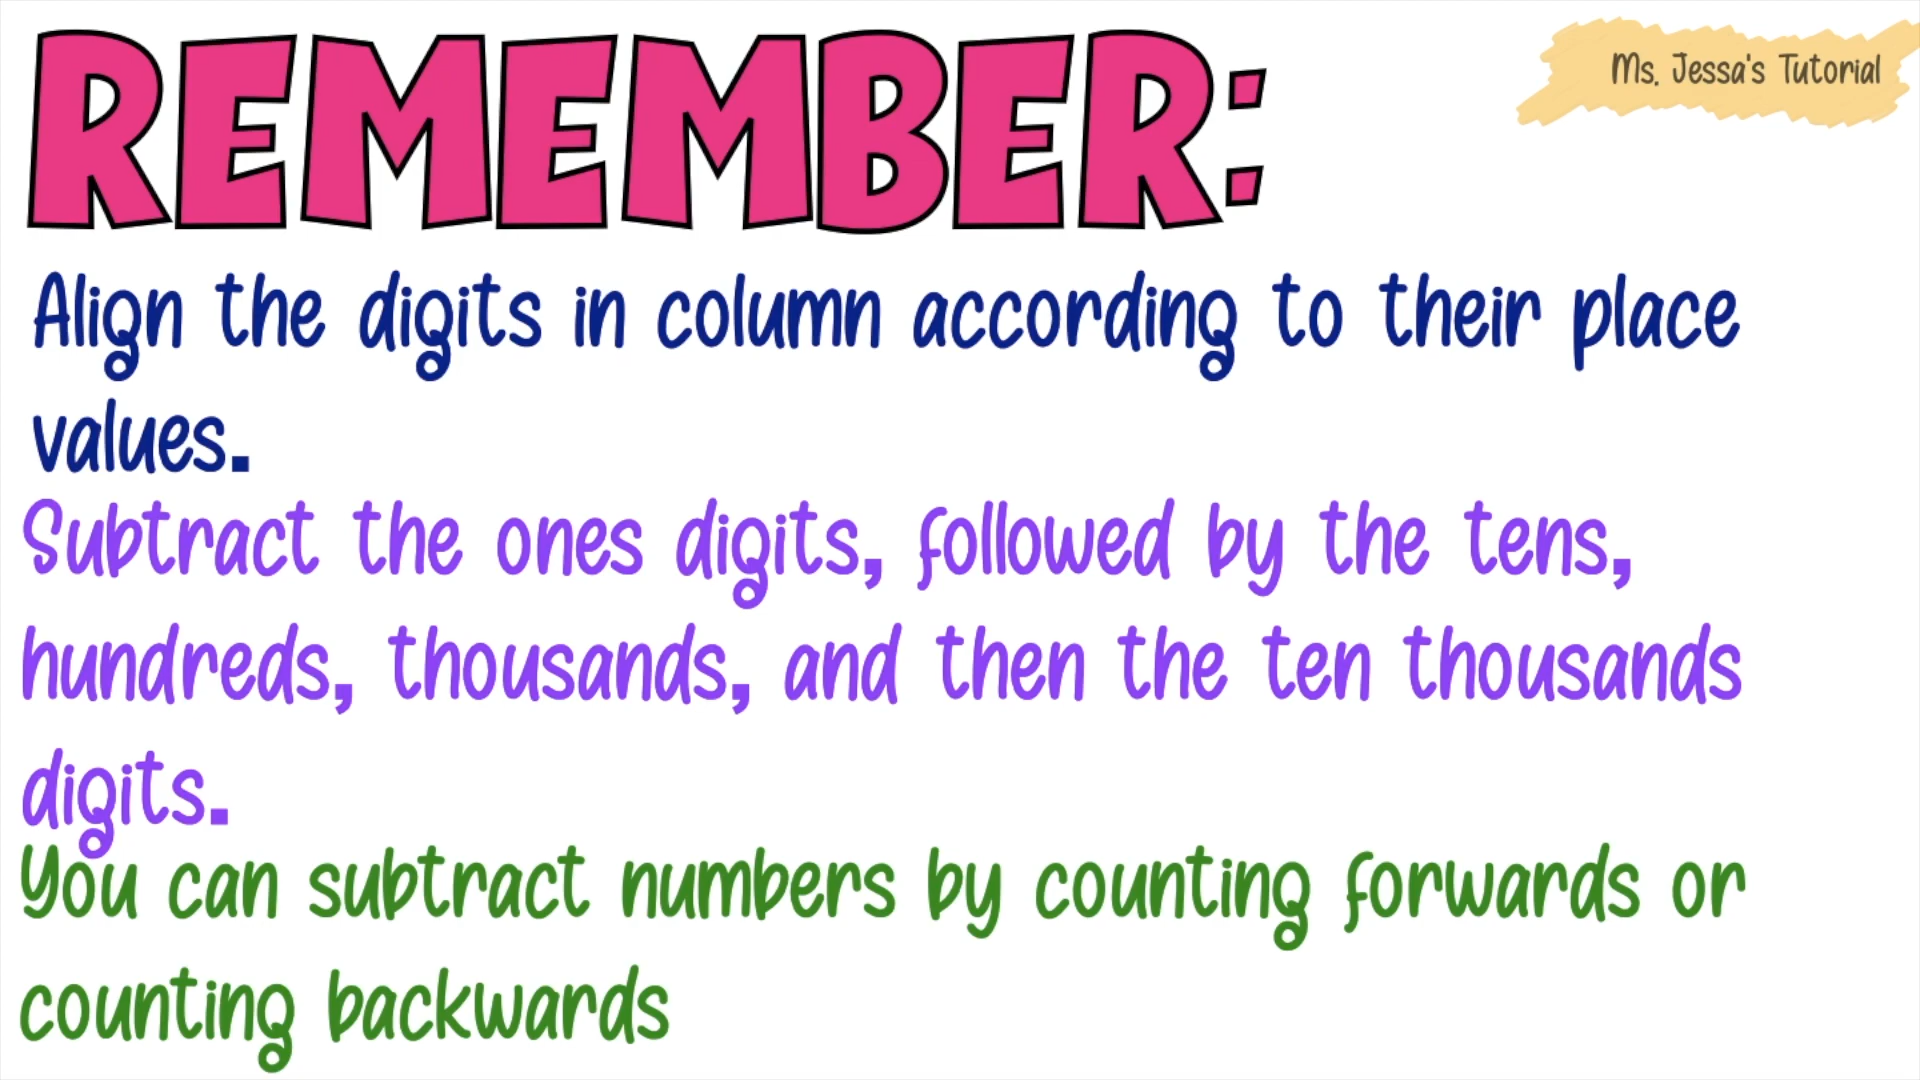 REMEMBER:
Ms. Jessa's Tutorial
Align the digits in column according to their place
values.
Subtract the ones digits, followed by the tens,
hundreds, thousands, and then the ten thousands
digits.
You can subtract numbers by counting forwards or
counting backwards